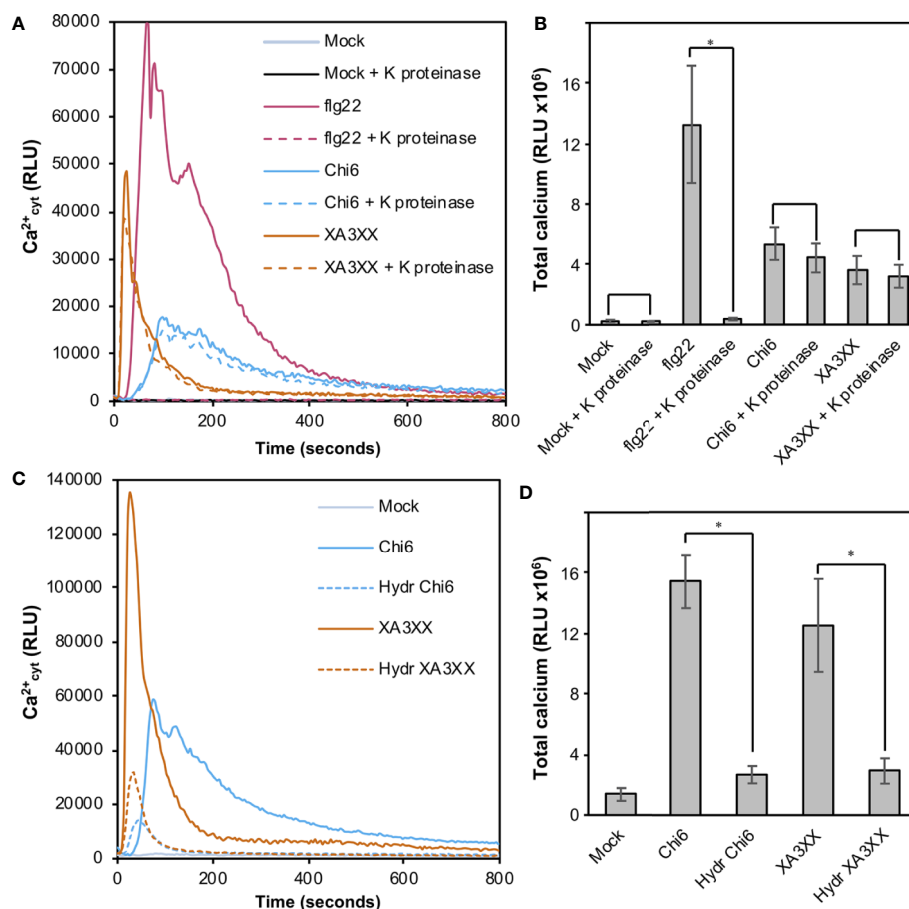 A
80000
70000
60000
50000
40000
30000
20000
10000
0
Ca²⁺cyt (RLU)
0 200 400 600 800
Time (seconds)
Mock
Mock + K proteinase
flg22
flg22 + K proteinase
Chi6
Chi6 + K proteinase
XA3XX
XA3XX + K proteinase
B
Total calcium (RLU x10⁶)
16
12
8
4
0
*
Mock
Mock + K proteinase
flg22
flg22 + K proteinase
Chi6
Chi6 + K proteinase
XA3XX
XA3XX + K proteinase
C
140000
120000
100000
80000
60000
40000
20000
0
Ca²⁺cyt (RLU)
0 200 400 600 800
Time (seconds)
Mock
Chi6
Hydr Chi6
XA3XX
Hydr XA3XX
D
Total calcium (RLU x10⁶)
16
12
8
4
0
*
*
Mock
Chi6
Hydr Chi6
XA3XX
Hydr XA3XX